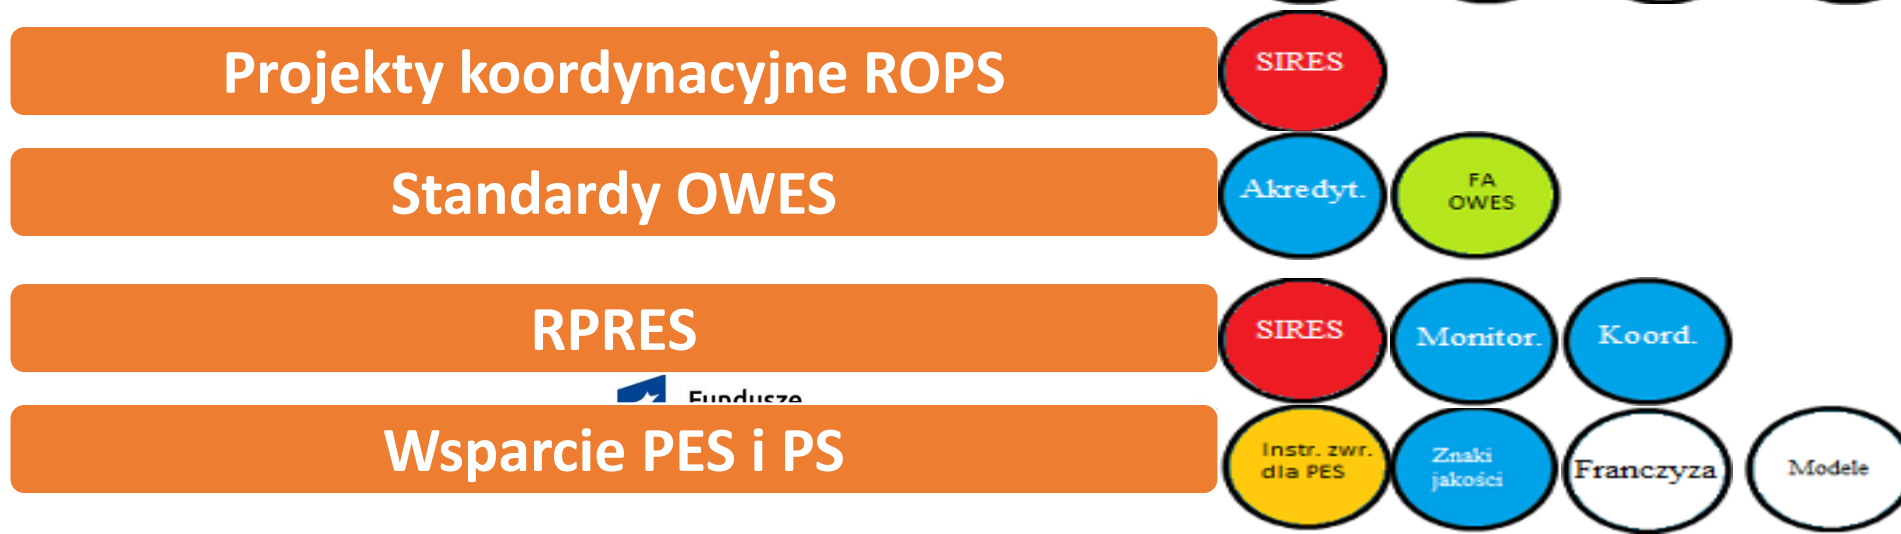 Projekty koordynacyjne ROPS
SIRES
Standardy OWES
Akredyt.
FA
OWES
RPRES
SIRES
Monitor.
Koord.
Fundusze
Wsparcie PES i PS
Instr. zwr.
dla PES
Znaki
jakości
Franczyza
Modele